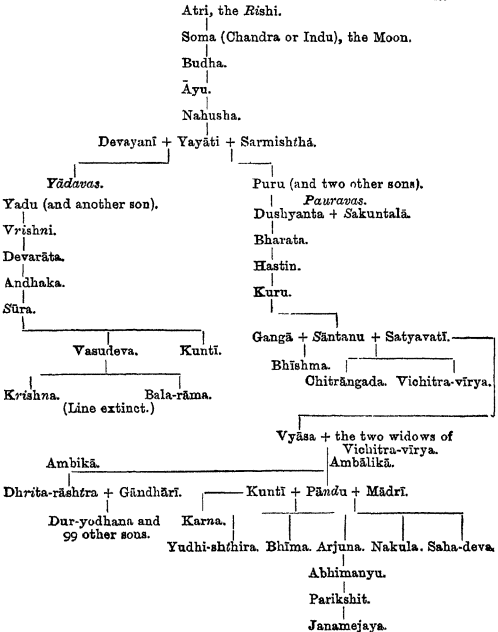 Atri, the Rishi.
Soma (Chandra or Indu), the Moon.
Budha.
Āyu.
Nahusha.
Devayanī + Yayāti + Sarmishthá.
Yādavas.
Puru (and two other sons).
Yadu (and another son).
Pauravas.
Dushyanta + Sakuntalā.
Vrishni.
Bharata.
Devarāta.
Hastin.
Andhaka.
Kuru.
Sūra.
Gangā + Sāntanu + Satyavatī.
Vasudeva. Kuntī.
Bhīshma.
Chitrāngada. Vichitra-vīrya.
Krishna. Bala-rāma.
(Line extinct.)
Vyāsa + the two widows of
Vichitra-vīrya.
Ambikā. Ambālikā.
Dhrita-rāshtra + Gāndhārī. Kuntī + Pāndu + Mādrī.
Dur-yodhana and
99 other sons.
Karna.
Yudhi-shthira. Bhīma. Arjuna. Nakula. Saha-deva.
Abhimanyu.
Parikshit.
Janamejaya.